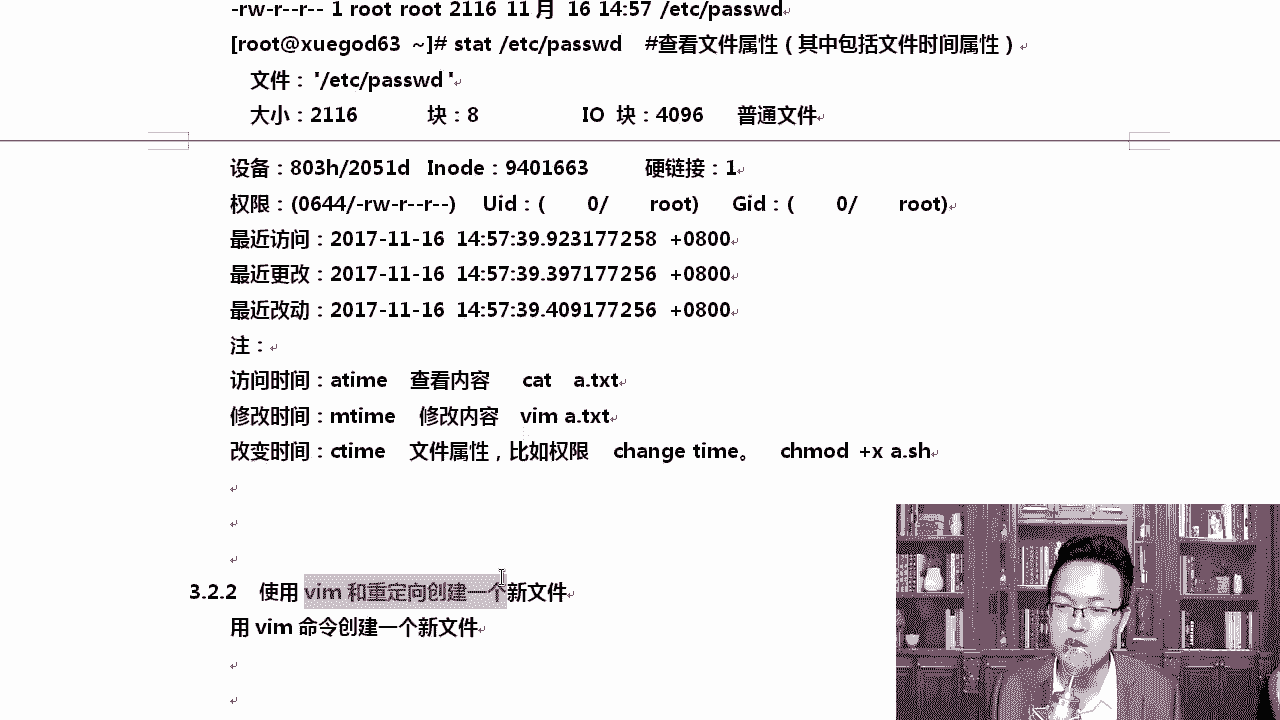 -rw-r--r-- 1 root root 2116 11月 16 14:57 /etc/passwd
[root@xuegod63 ~]# stat /etc/passwd #查看文件属性（其中包括文件时间属性）
文件：'/etc/passwd '
大小：2116 块：8 IO 块：4096 普通文件
设备：803h/2051d Inode：9401663 硬链接：1
权限：(0644/-rw-r--r--) Uid：( 0/ root) Gid：( 0/ root)
最近访问：2017-11-16 14:57:39.923177258 +0800
最近更改：2017-11-16 14:57:39.397177256 +0800
最近改动：2017-11-16 14:57:39.409177256 +0800
注：
访问时间：atime 查看内容 cat a.txt
修改时间：mtime 修改内容 vim a.txt
改变时间：ctime 文件属性，比如权限 change time。 chmod +x a.sh
3.2.2 使用 vim 和重定向创建一个新文件
用 vim 命令创建一个新文件